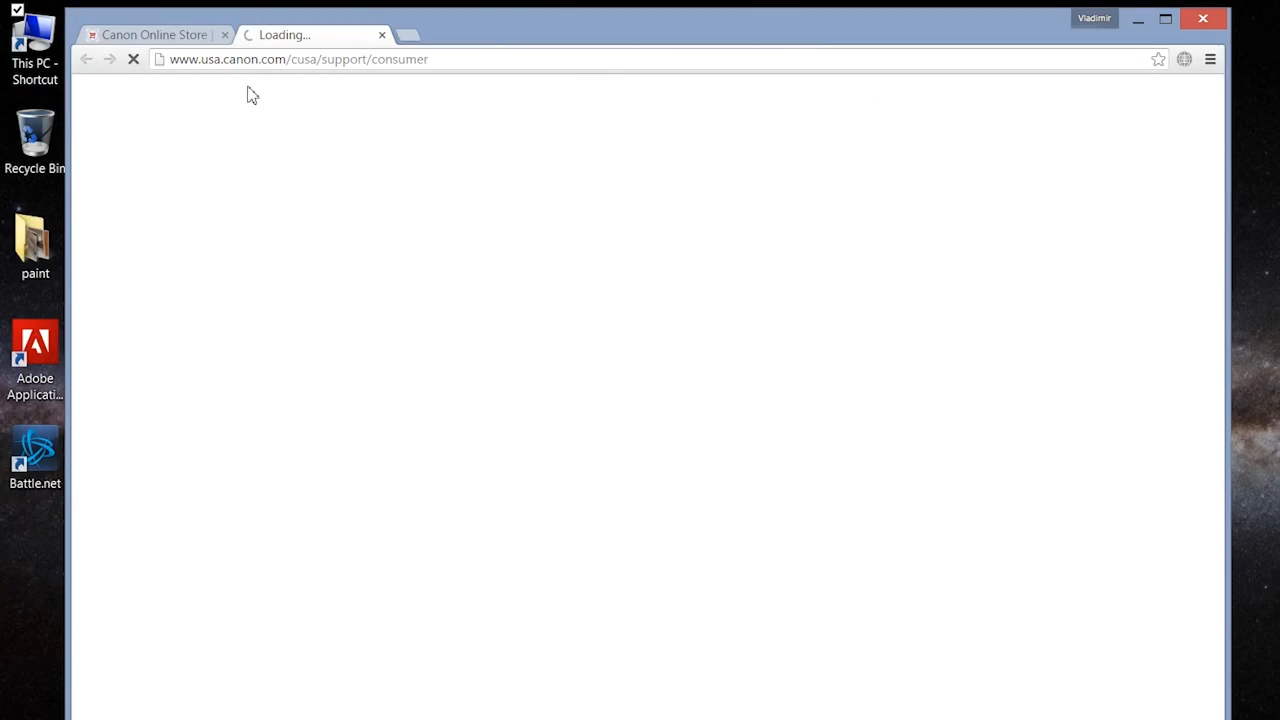 Vladimir
Canon Online Store |
Loading...
www.usa.canon.com/cusa/support/consumer
This PC -
Shortcut
Recycle Bin
paint
Adobe
Applicati...
Battle.net